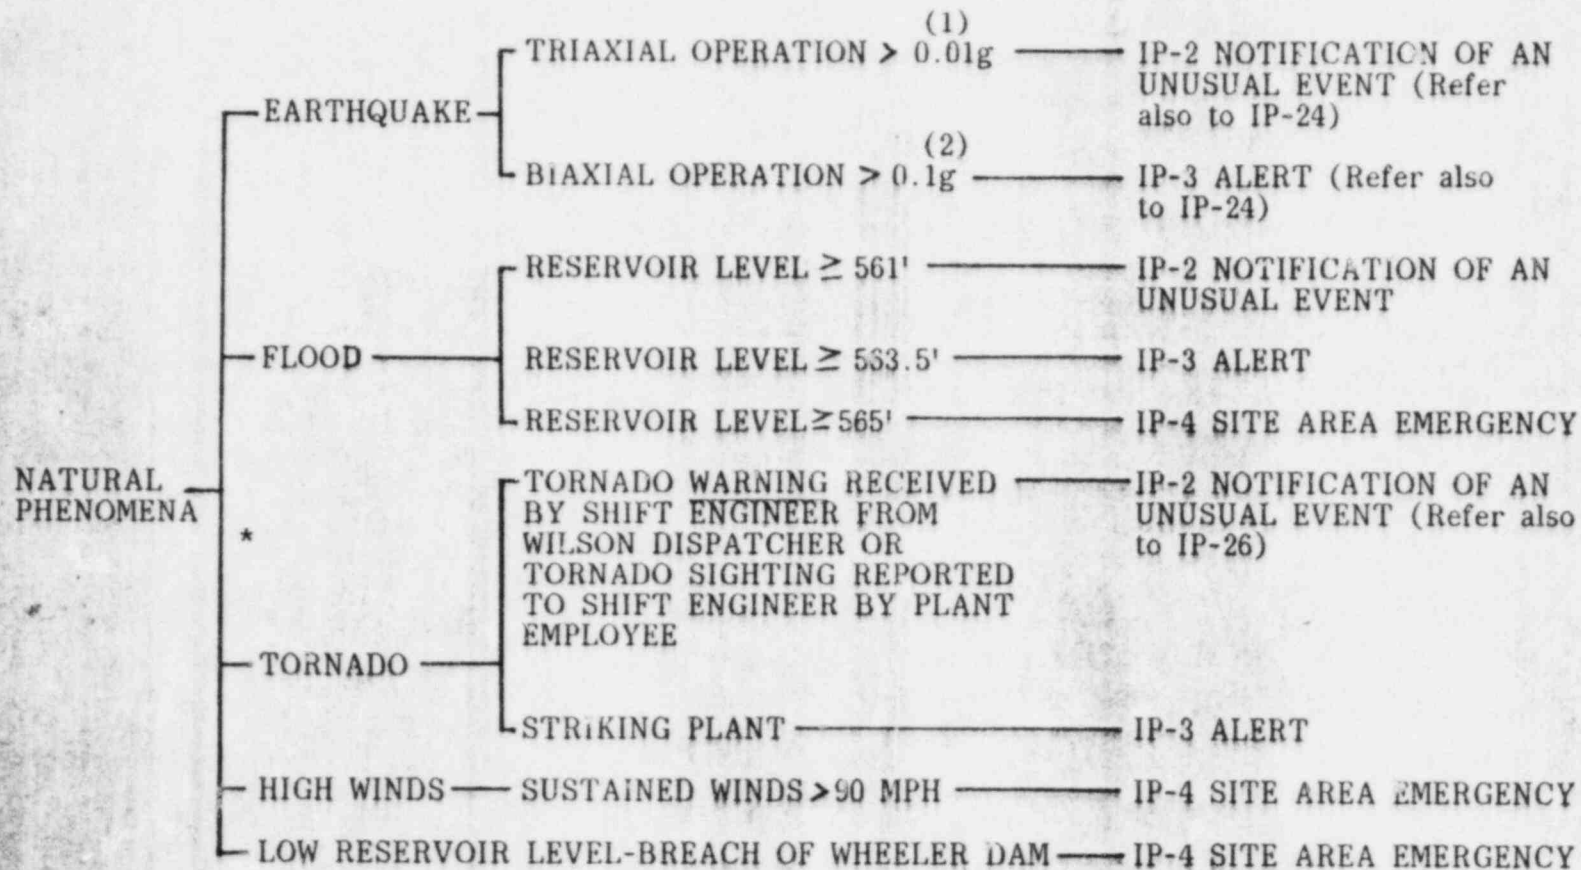 NATURAL
PHENOMENA
*
EARTHQUAKE
TRIAXIAL OPERATION > 0.01g
(1)
IP-2 NOTIFICATION OF AN
UNUSUAL EVENT (Refer
also to IP-24)
BIAXIAL OPERATION > 0.1g
(2)
IP-3 ALERT (Refer also
to IP-24)
FLOOD
RESERVOIR LEVEL ≥ 561'
IP-2 NOTIFICATION OF AN
UNUSUAL EVENT
RESERVOIR LEVEL ≥ 563.5'
IP-3 ALERT
RESERVOIR LEVEL ≥ 565'
IP-4 SITE AREA EMERGENCY
TORNADO
TORNADO WARNING RECEIVED
BY SHIFT ENGINEER FROM
WILSON DISPATCHER OR
TORNADO SIGHTING REPORTED
TO SHIFT ENGINEER BY PLANT
EMPLOYEE
IP-2 NOTIFICATION OF AN
UNUSUAL EVENT (Refer also
to IP-26)
STRIKING PLANT
IP-3 ALERT
HIGH WINDS
SUSTAINED WINDS > 90 MPH
IP-4 SITE AREA EMERGENCY
LOW RESERVOIR LEVEL-BREACH OF WHEELER DAM
IP-4 SITE AREA EMERGENCY